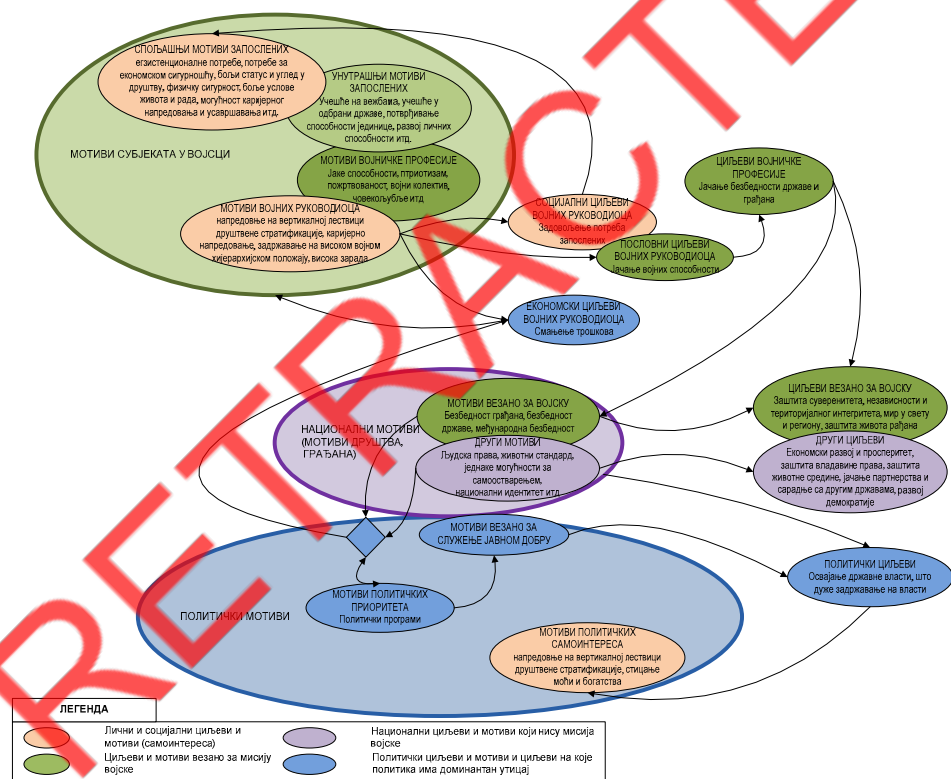 СПОЉАШЊИ МОТИВИ ЗАПОСЛЕНИХ
егзистенционалне потребе, потребе за
економском сигурношћу, бољи статус и углед у
друштву, физичку сигурност, боље услове
живота и рада, могућност каријерног
напредовања и усавршавања итд.
УНУТРАШЊИ МОТИВИ
ЗАПОСЛЕНИХ
Учешће на вежбама, учешће у
одбрани државе, потврђивање
способности јединице, развој личних
способности итд.
МОТИВИ СУБЈЕКАТА У ВОЈСЦИ
МОТИВИ ВОЈНИЧКЕ ПРОФЕСИЈЕ
Јаке способности, птриотизам,
пожртвованост, војни колектив,
човекољубље итд
МОТИВИ ВОЈНИХ РУКОВОДИОЦА
напредовње на вертикалној лествици
друштвене стратификације, каријерно
напредовање, задржавање на високом војном
хијерархијском положају, висока зарада
СОЦИЈАЛНИ ЦИЉЕВИ
ВОЈНИХ РУКОВОДИОЦА
Задовољење потреба
запослених
ПОСЛОВНИ ЦИЉЕВИ
ВОЈНИХ РУКОВОДИОЦА
Јачање војних способности
ЦИЉЕВИ ВОЈНИЧКЕ
ПРОФЕСИЈЕ
Јачање безбедности државе и
грађана
ЕКОНОМСКИ ЦИЉЕВИ
ВОЈНИХ РУКОВОДИОЦА
Смањење трошкова
НАЦИОНАЛНИ МОТИВИ
(МОТИВИ ДРУШТВА,
ГРАЂАНА)
МОТИВИ ВЕЗАНО ЗА ВОЈСКУ
Безбедност грађана, безбедност
државе, међународна безбедност
ДРУГИ МОТИВИ
Људска права, животни стандард,
једнаке могућности за
самоостварењем,
национални идентитет итд
ЦИЉЕВИ ВЕЗАНО ЗА ВОЈСКУ
Заштита суверенитета, независности и
територијалног интегритета, мир у свету
и региону, заштита живота рађана
ДРУГИ ЦИЉЕВИ
Економски развој и просперитет,
заштита владавине права, заштита
животне средине, јачање партнерства и
сарадње са другим државама, развој
демократије
МОТИВИ ВЕЗАНО ЗА
СЛУЖЕЊЕ ЈАВНОМ ДОБРУ
ПОЛИТИЧКИ МОТИВИ
МОТИВИ ПОЛИТИЧКИХ
ПРИОРИТЕТА
Политички програми
ПОЛИТИЧКИ ЦИЉЕВИ
Освајање државне власти, што
дуже задржавање на власти
МОТИВИ ПОЛИТИЧКИХ
САМОИНТЕРЕСА
напредовње на вертикалној лествици
друштвене стратификације, стицање
моћи и богатства
ЛЕГЕНДА
Лични и социјални циљеви и
мотиви (самоинтереса)
Циљеви и мотиви везано за мисију
војске
Национални циљеви и мотиви који нису мисија
војске
Политчки циљеви и мотиви и циљеви на које
политика има доминантан утицај
RETRACTE